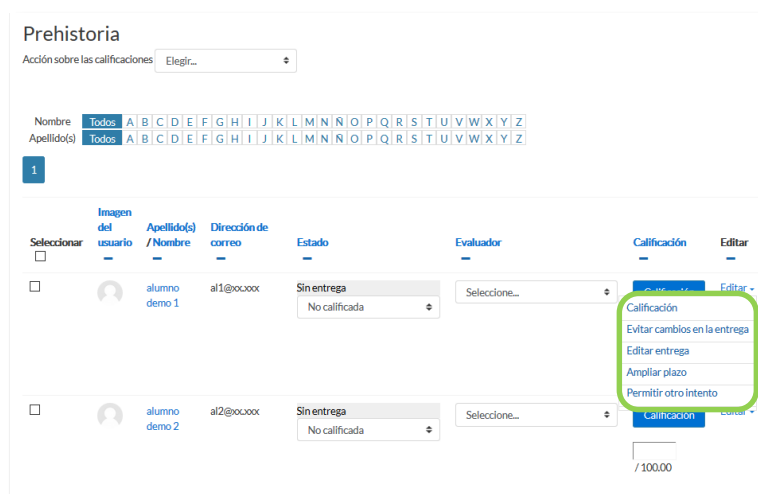 Prehistoria
Acción sobre las calificaciones Elegir...
Nombre Todos A B C D E F G H I J K L M N Ñ O P Q R S T U V W X Y Z
Apellido(s) Todos A B C D E F G H I J K L M N Ñ O P Q R S T U V W X Y Z
1
Imagen
del Apellido(s) Dirección de
Seleccionar usuario / Nombre correo Estado Evaluador Calificación Editar
alumno al1@xx.xxx Sin entrega Seleccione... Calificación Editar
demo 1 No calificada
Calificación
Evitar cambios en la entrega
Editar entrega
Ampliar plazo
Permitir otro intento
alumno al2@xx.xxx Sin entrega Seleccione... Calificación Editar
demo 2 No calificada
/ 100.00